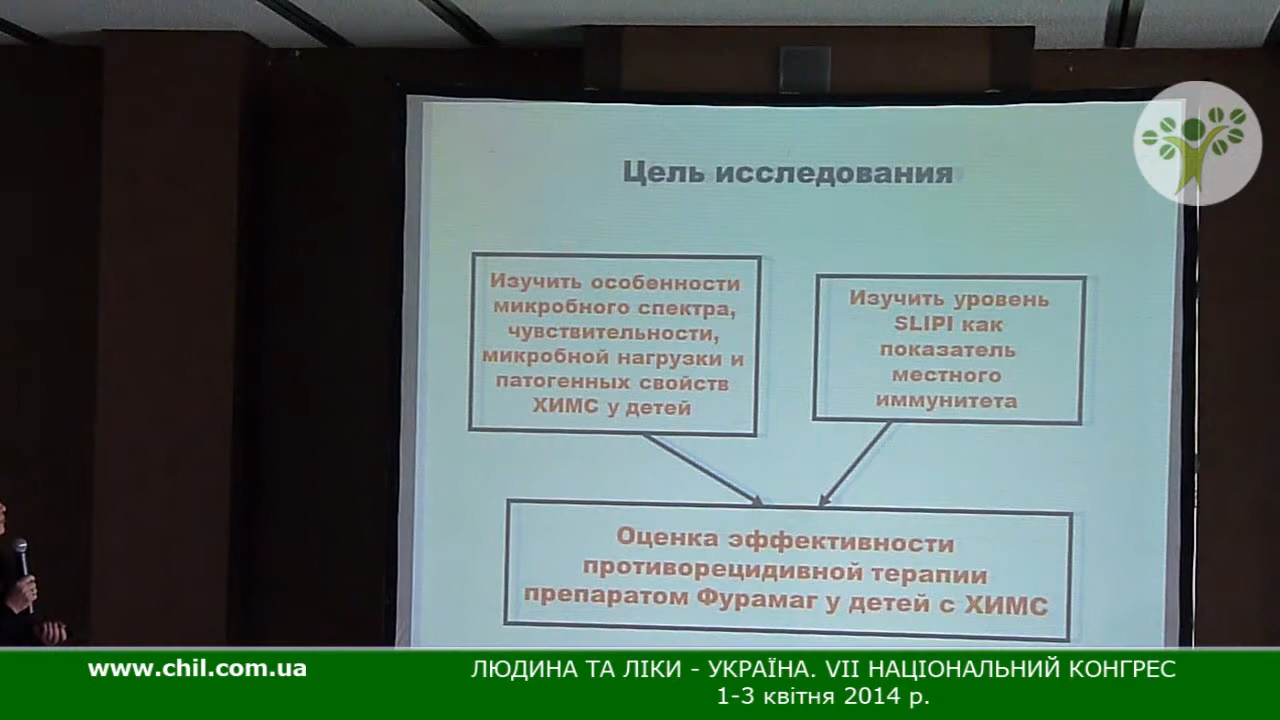 Цель исследования
Изучить особенности
микробного спектра,
чувствительности,
микробной нагрузки и
патогенных свойств
ХИМС у детей
Изучить уровень
SLIPI как
показатель
местного
иммунитета
Оценка эффективности
противорецидивной терапии
препаратом Фурамаг у детей с ХИМС
www.chil.com.ua
ЛЮДИНА ТА ЛІКИ - УКРАЇНА. VII НАЦІОНАЛЬНИЙ КОНГРЕС
1-3 квітня 2014 р.